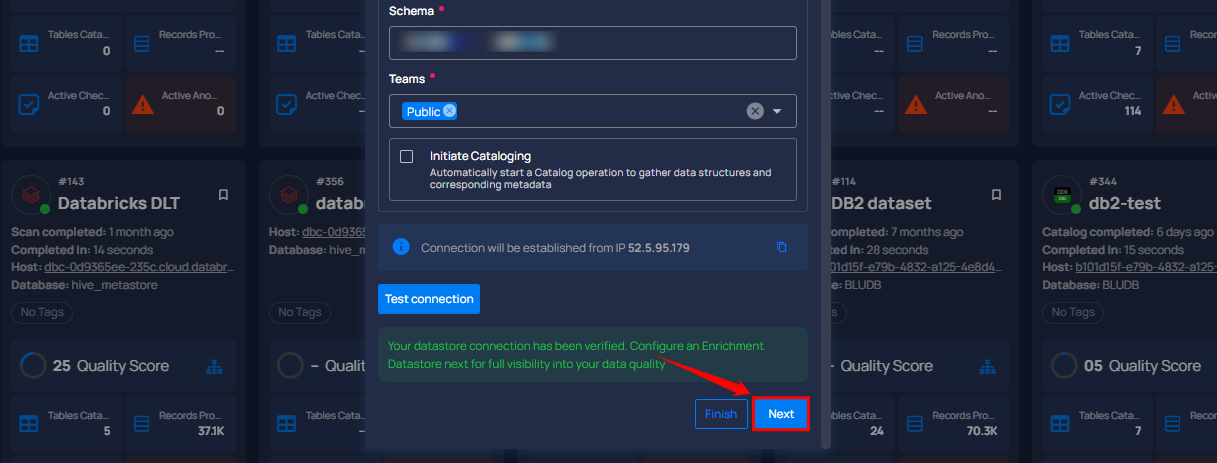 Schema *
Tables Cata...
0
Records Pro...
--
Tables Cata...
--
Records Pro...
--
Tables Cata...
7
Active Chec...
0
Active Ano...
0
Active Chec...
--
Active Ano...
--
Active Chec...
114
Teams *
Public
Initiate Cataloging
Automatically start a Catalog operation to gather data structures and
corresponding metadata
#143
Databricks DLT
Scan completed: 1 month ago
Completed In: 14 seconds
Host: dbc-0d9365ee-235c.cloud.databr...
Database: hive_metastore
No Tags
25 Quality Score
Tables Cata...
5
Records Pro...
37.1K
#356
datab
Host: dbc-0d9
Database: hive_m
No Tags
– Quality
Tables Cata...
--
Connection will be established from IP 52.5.95.179
Test connection
Your datastore connection has been verified. Configure an Enrichment
Datastore next for full visibility into your data quality
Finish
Next
#114
DB2 dataset
completed: 7 months ago
28 seconds
b101d15f-e79b-4832-a125-4e8d4...
BLUDB
Quality Score
24
Records Pro...
70.3K
#344
db2-test
Catalog completed: 6 days ago
Completed In: 15 seconds
Host: b101d15f-e79b-4832-a125-...
Database: BLUDB
No Tags
05 Quality Score
Tables Cata...
7